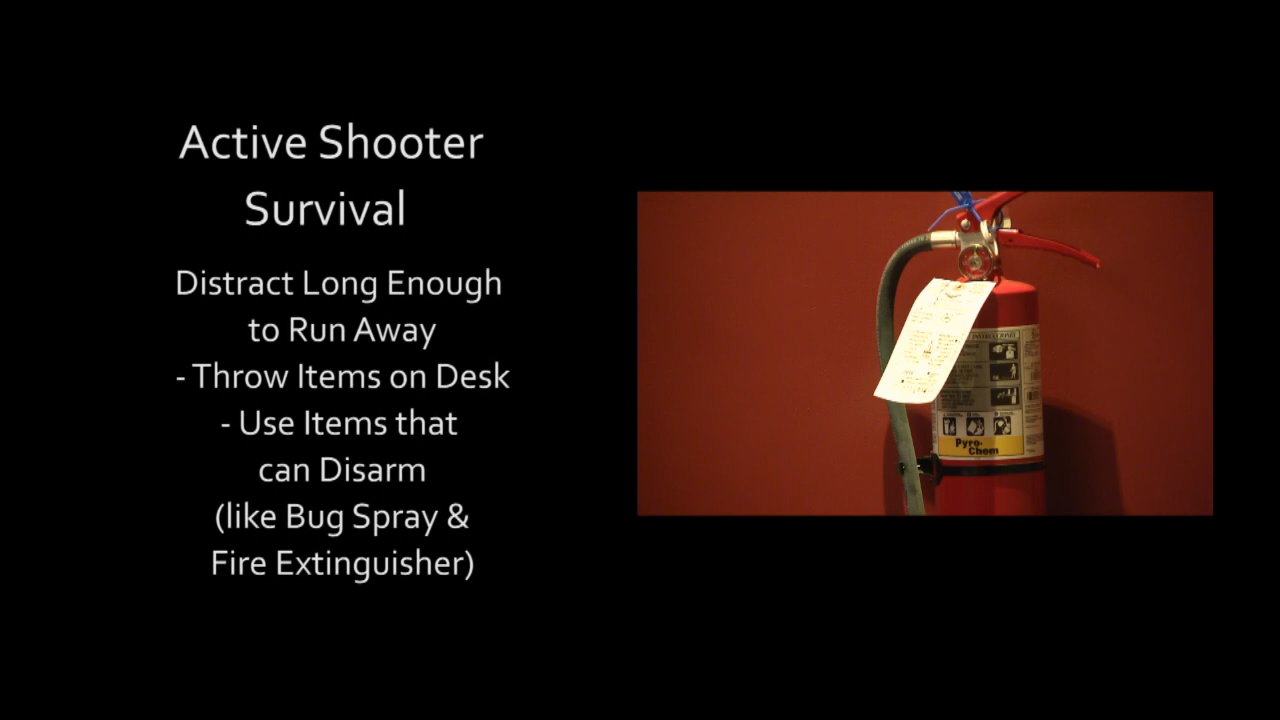 Active Shooter
Survival
Distract Long Enough
to Run Away
- Throw Items on Desk
- Use Items that
can Disarm
(like Bug Spray &
Fire Extinguisher)
INSTRUCTIONS
Pyro-
Chem